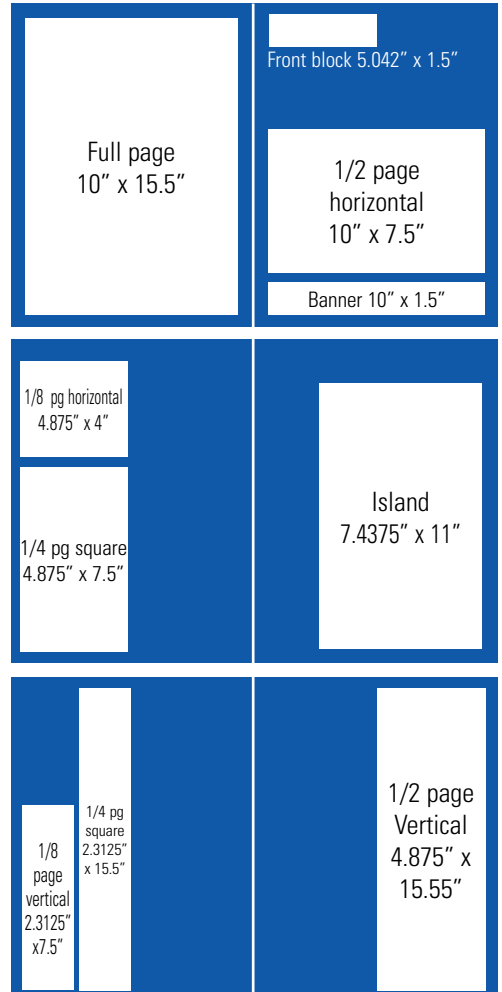 Full page
10” x 15.5”
Front block 5.042” x 1.5”
1/2 page
horizontal
10” x 7.5”
Banner 10” x 1.5”
1/8 pg horizontal
4.875” x 4”
1/4 pg square
4.875” x 7.5”
Island
7.4375” x 11”
1/8
page
vertical
2.3125”
x7.5”
1/4 pg
square
2.3125”
x 15.5”
1/2 page
Vertical
4.875” x
15.55”